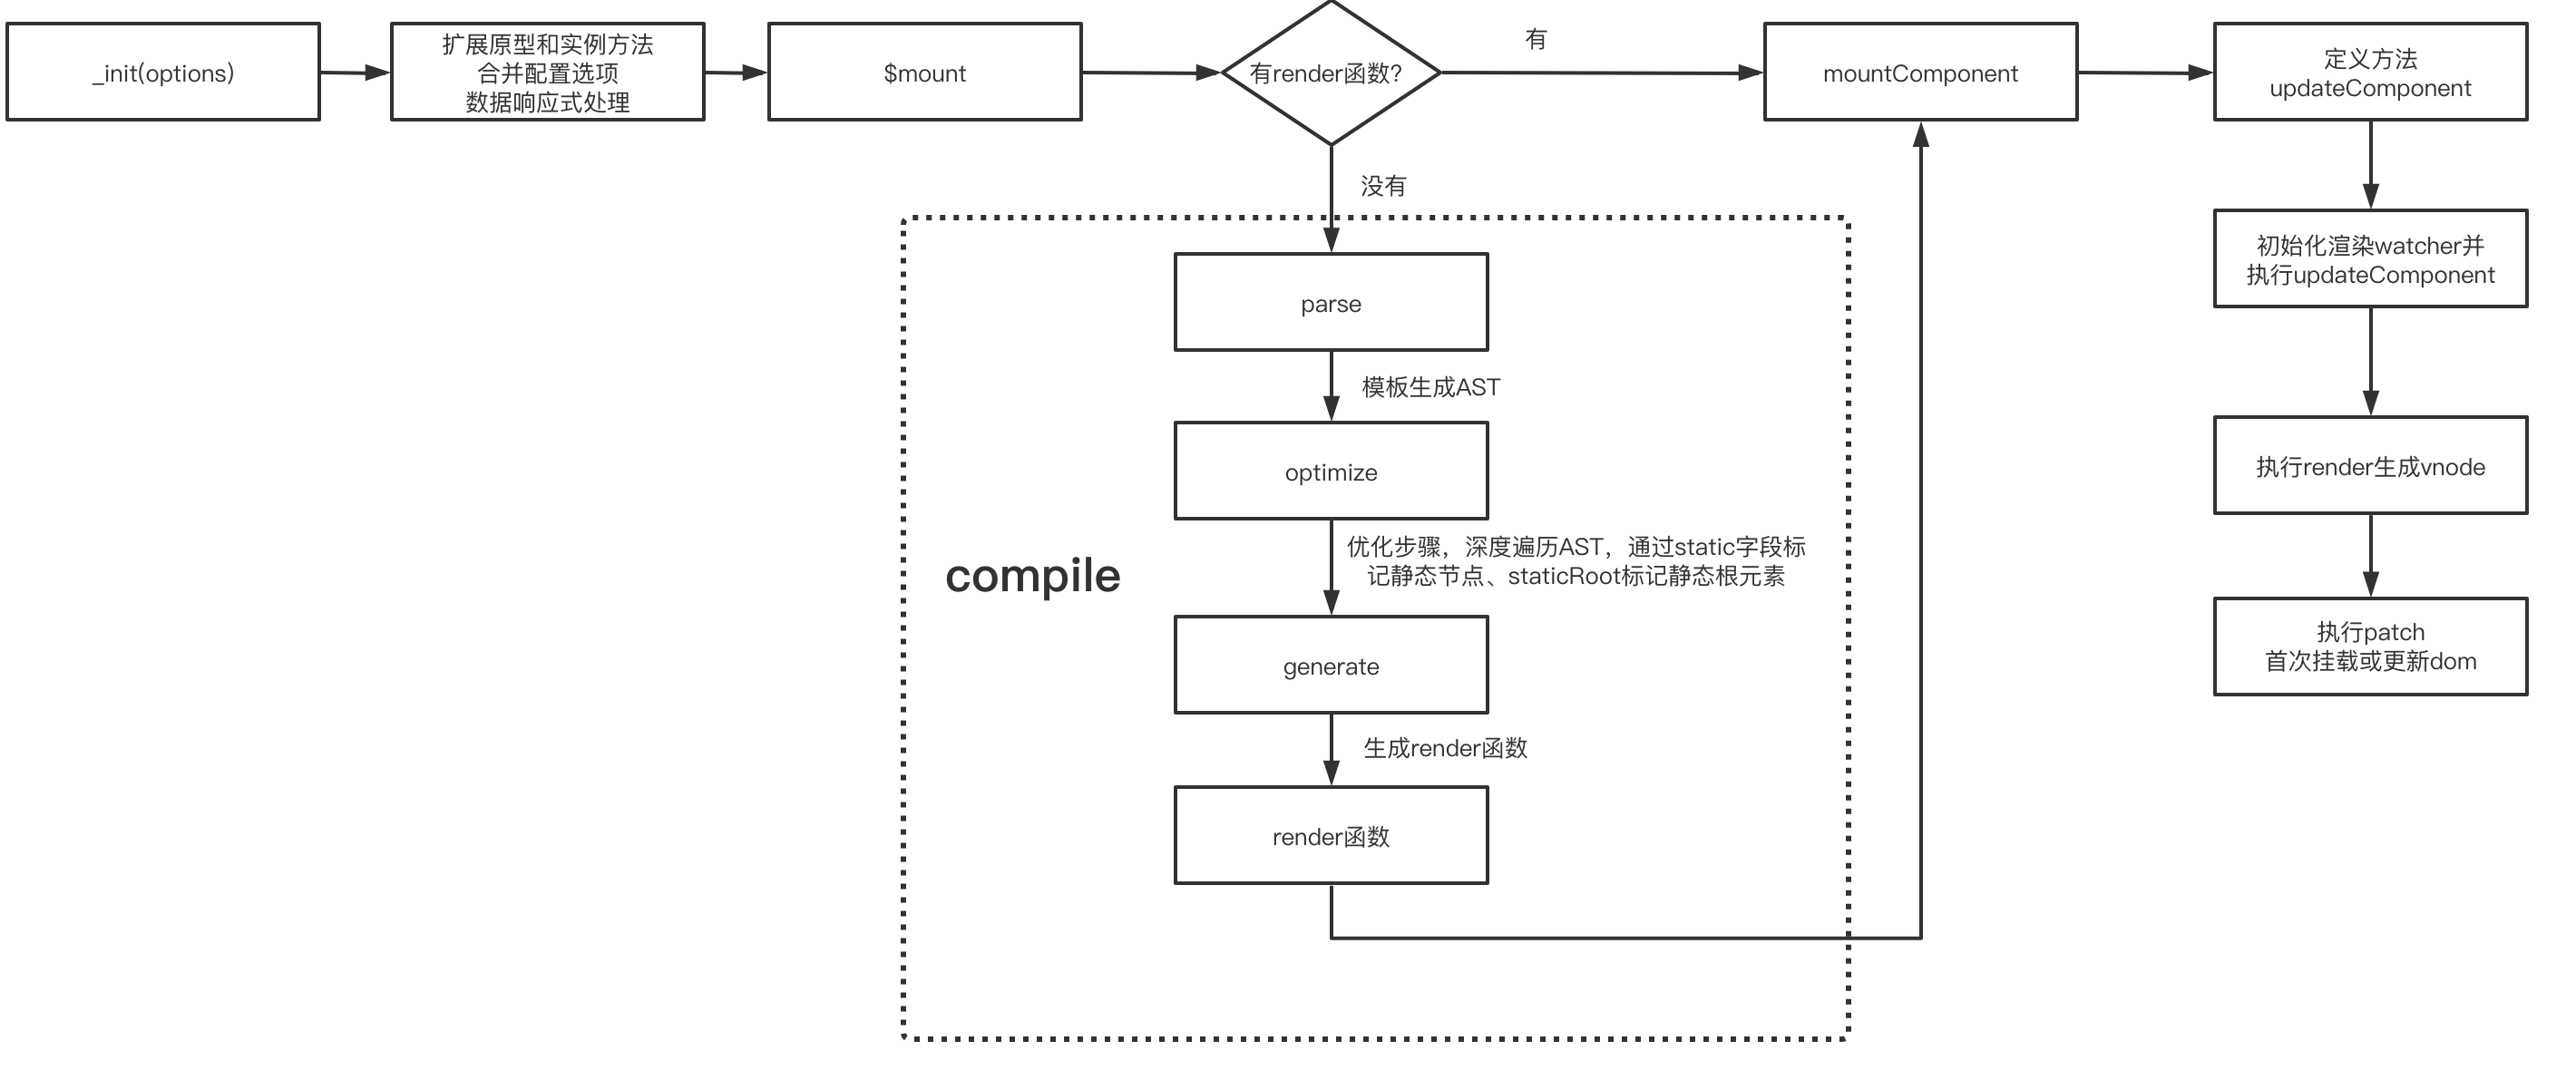 _init(options)
扩展原型和实例方法
合并配置选项
数据响应式处理
$mount
有render函数?
有
mountComponent
定义方法
updateComponent
没有
初始化渲染watcher并
执行updateComponent
parse
模板生成AST
optimize
执行render生成vnode
优化步骤，深度遍历AST，通过static字段标
记静态节点、staticRoot标记静态根元素
compile
generate
执行patch
首次挂载或更新dom
生成render函数
render函数